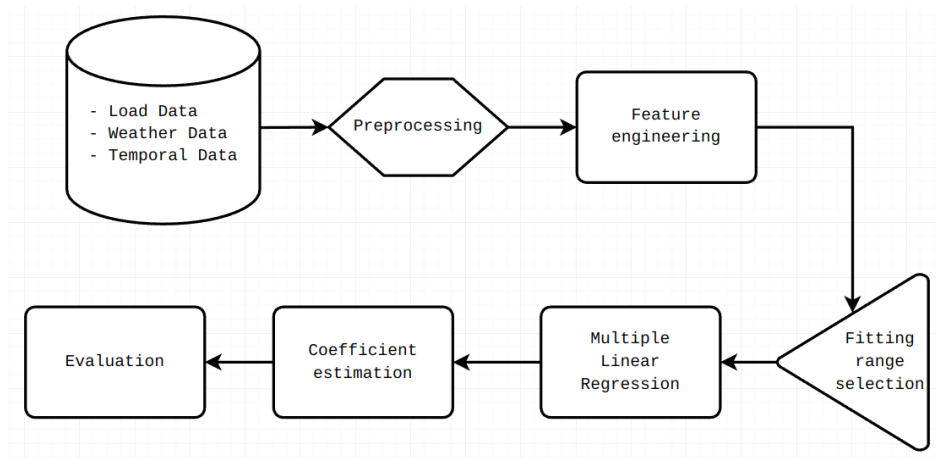 - Load Data
- Weather Data
- Temporal Data
Preprocessing
Feature
engineering
Fitting
range
selection
Multiple
Linear
Regression
Coefficient
estimation
Evaluation